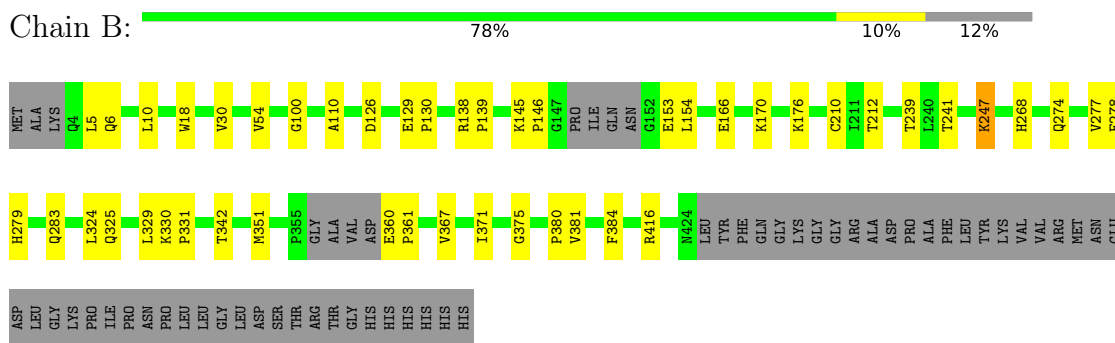 Chain B:
78% 10% 12%
MET ALA LYS Q4 L5 Q6 L10 W18 V30 V54 G100 A110 D126 E129 P130 R138 P139 K145 P146 G147 PRO ILE GLN ASN G152 E153 L154 E166 K170 K176 C210 I211 T212 T239 L240 T241 K247 H268 Q274 V277
H279 Q283 L324 Q325 L329 K330 P331 T342 M351 P355 GLY ALA VAL ASP E360 P361 V367 I371 G375 P380 V381 F384 R416 N424 LEU TYR PHE GLN GLY LYS GLY GLY ARG ALA ASP PRO ALA PHE LEU TYR LYS VAL VAL ARG MET ASN
ASP LEU GLY LYS PRO ILE PRO ASN PRO LEU LEU GLY LEU ASP SER THR ARG THR GLY HIS HIS HIS HIS HIS HIS